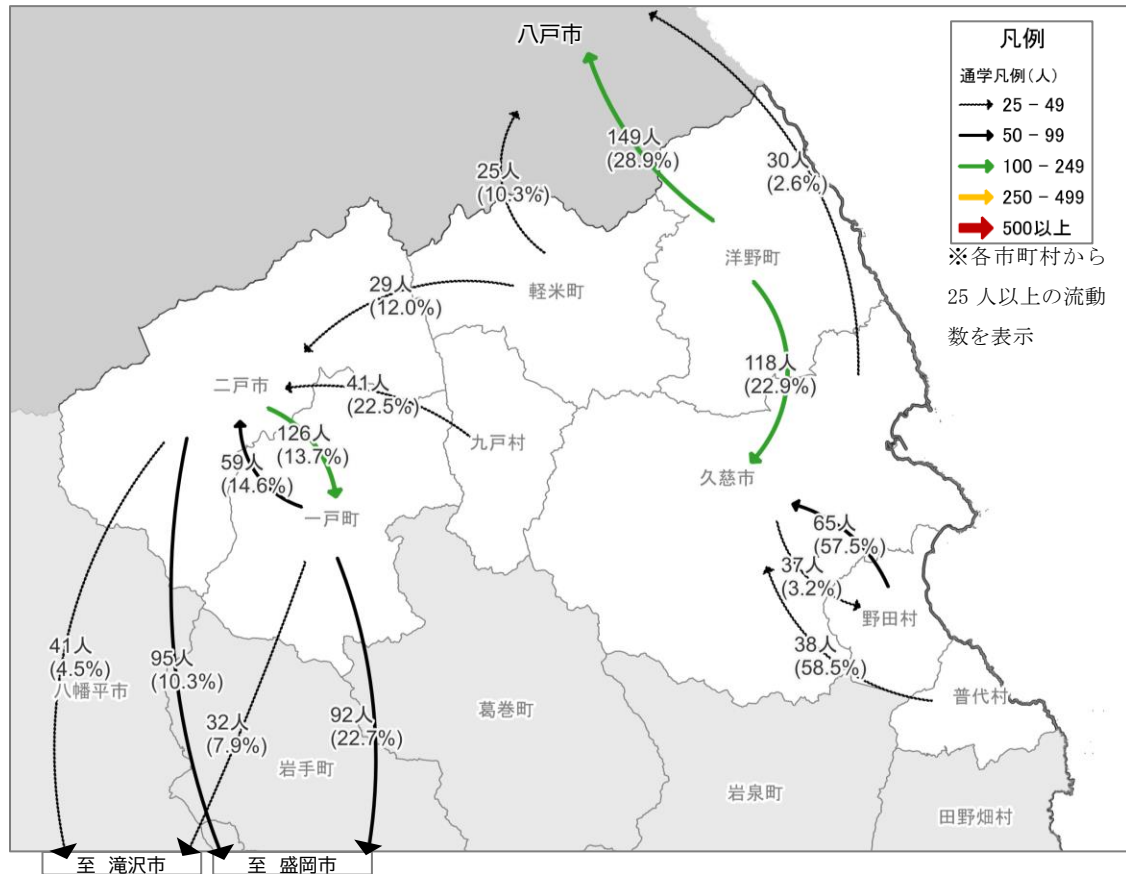 八戸市
凡例
通学凡例(人)
25 - 49
50 - 99
100 - 249
250 - 499
500以上
※各市町村から
25 人以上の流動
数を表示
149人
(28.9%)
30人
(2.6%)
25人
(10.3%)
洋野町
軽米町
29人
(12.0%)
118人
(22.9%)
二戸市
41人
(22.5%)
126人
(13.7%)
九戸村
59人
(14.6%)
久慈市
一戸町
65人
(57.5%)
37人
(3.2%)
野田村
38人
(58.5%)
41人
(4.5%)
八幡平市
95人
(10.3%)
32人
(7.9%)
92人
(22.7%)
葛巻町
普代村
岩手町
岩泉町
田野畑村
至 滝沢市
至 盛岡市